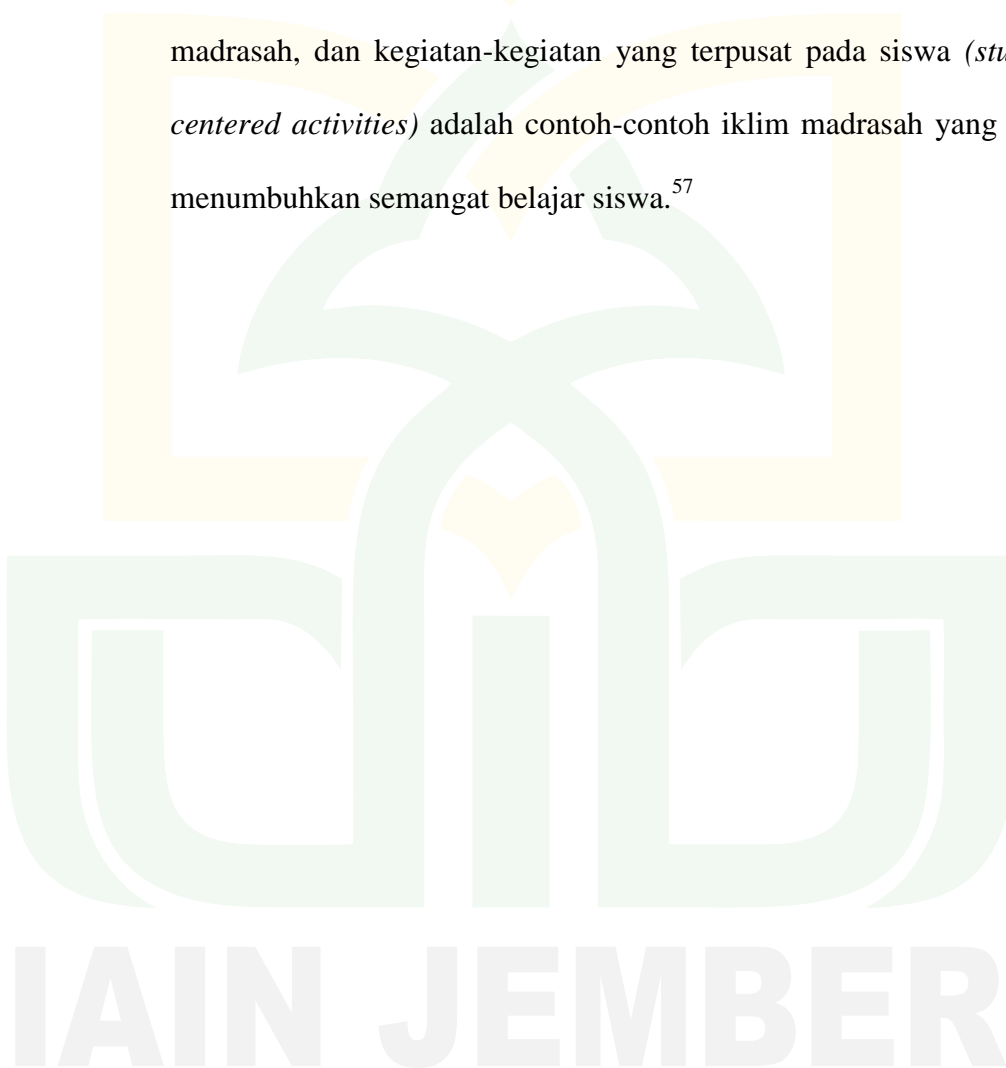 madrasah, dan kegiatan-kegiatan yang terpusat pada siswa (stu
centered activities) adalah contoh-contoh iklim madrasah yang
menumbuhkan semangat belajar siswa.57
IAIN JEMBER